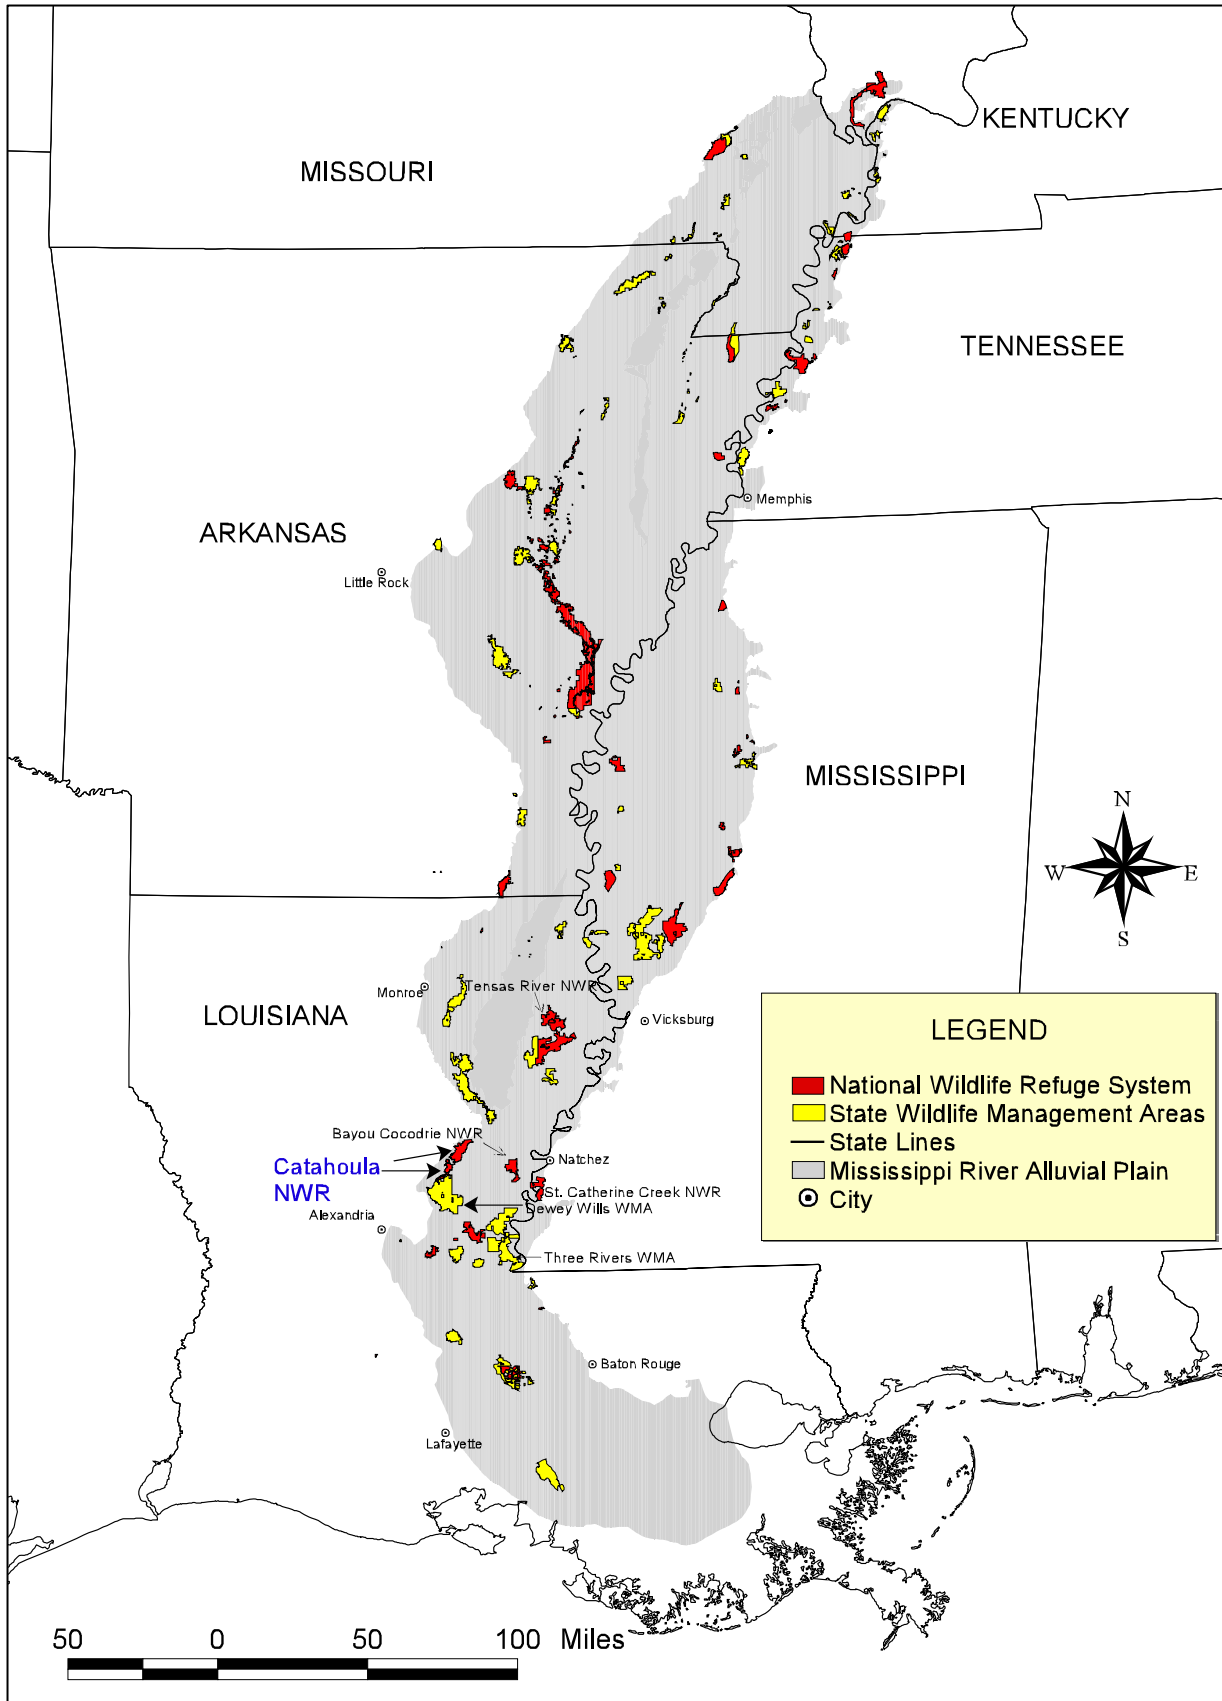 KENTUCKY
MISSOURI
TENNESSEE
Memphis
ARKANSAS
Little Rock
MISSISSIPPI
N
W E
S
Monroe
Tensas River NWR
LOUISIANA
Vicksburg
LEGEND
National Wildlife Refuge System
State Wildlife Management Areas
State Lines
Mississippi River Alluvial Plain
City
Bayou Cocodrie NWR
Natchez
Catahoula
NWR
St. Catherine Creek NWR
Dewey Wills WMA
Alexandria
Three Rivers WMA
Baton Rouge
Lafayette
50 0 50 100 Miles